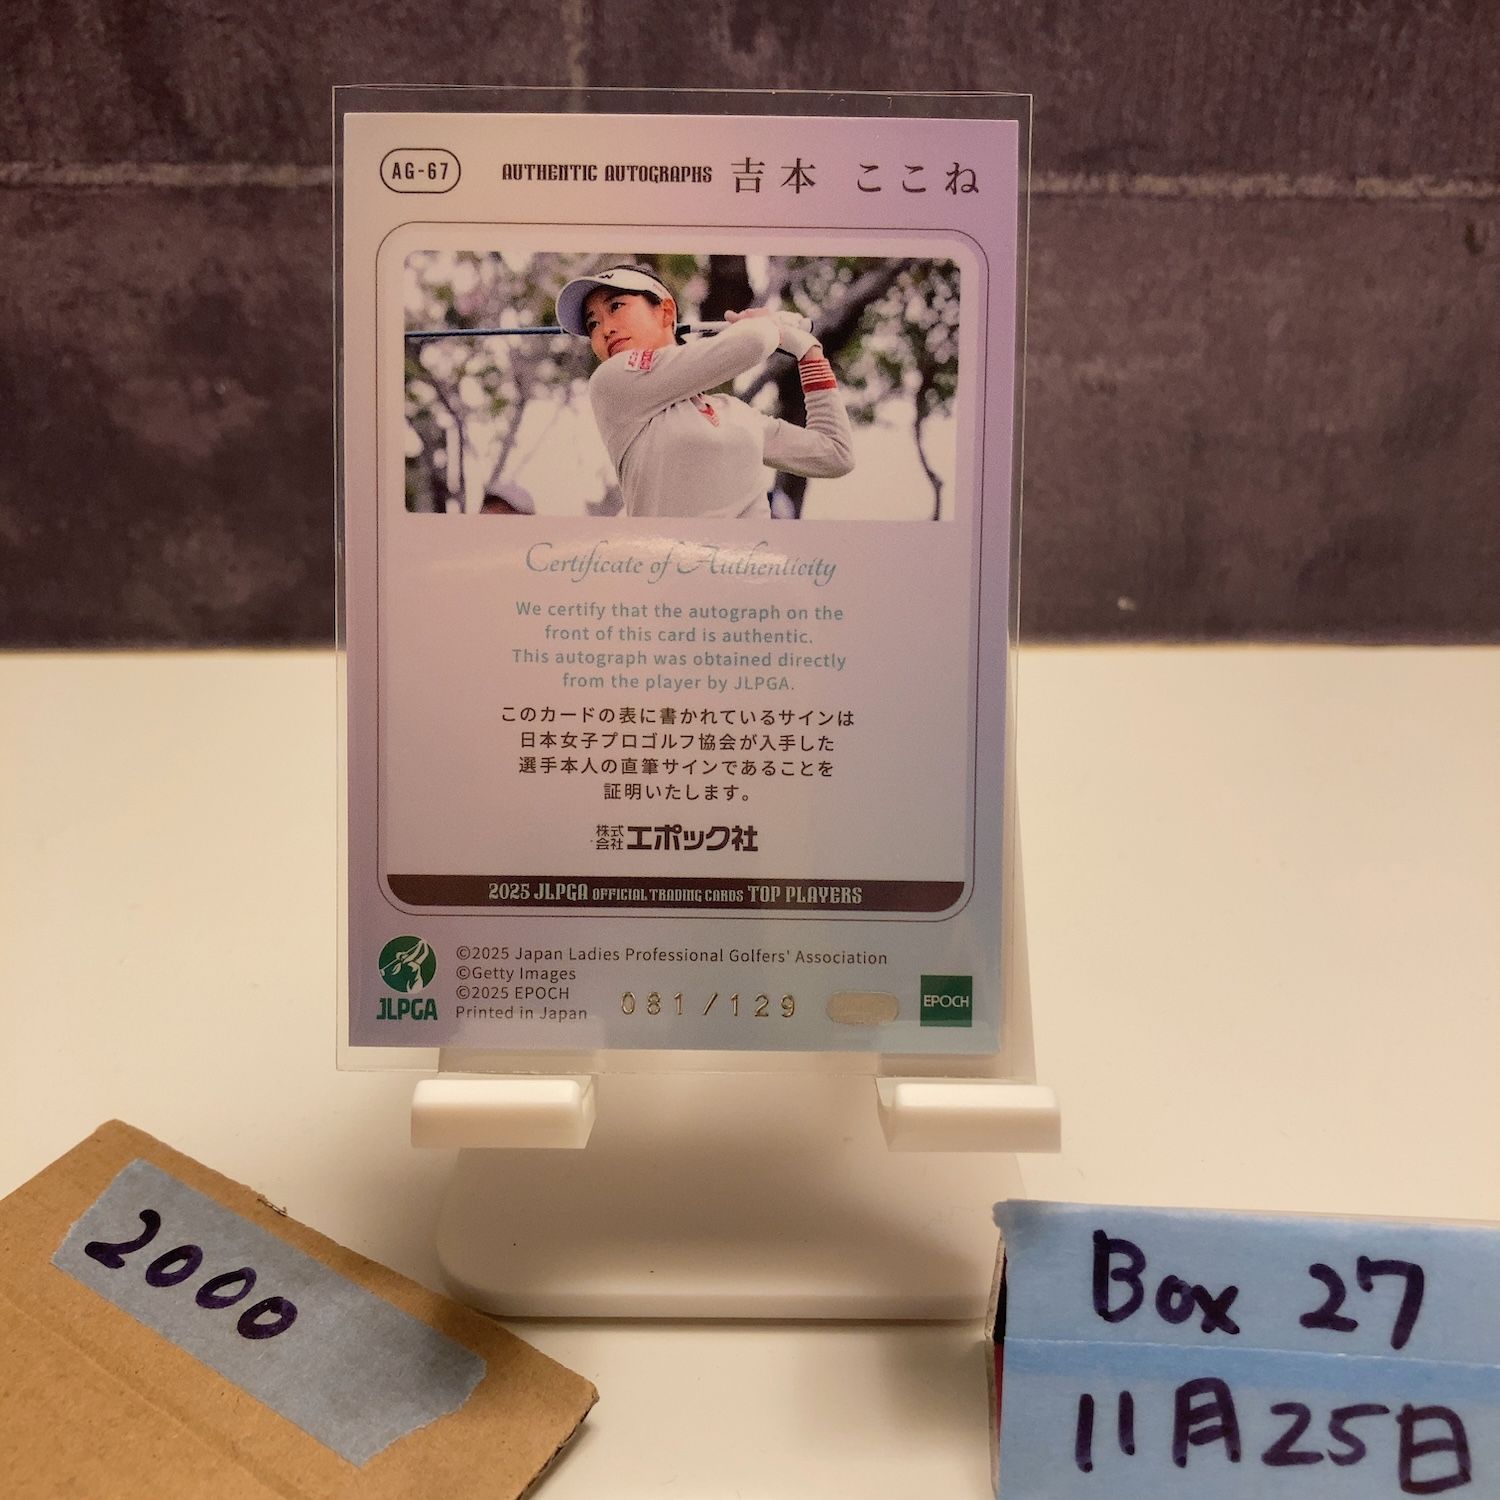 AG-67
AUTHENTIC AUTOGRAPHS 吉本 ここね
Certificate of Authenticity
We certify that the autograph on the
front of this card is authentic.
This autograph was obtained directly
from the player by JLPGA.
このカードの表に書かれているサインは
日本女子プロゴルフ協会が入手した
選手本人の直筆サインであることを
証明いたします。
株式会社エポック社
2025 JLPGA OFFICIAL TRADING CARDS TOP PLAYERS
JLPGA
©2025 Japan Ladies Professional Golfers' Association
©Getty Images
©2025 EPOCH
Printed in Japan
081/129
EPOCH
2000
Box 27
11月25日